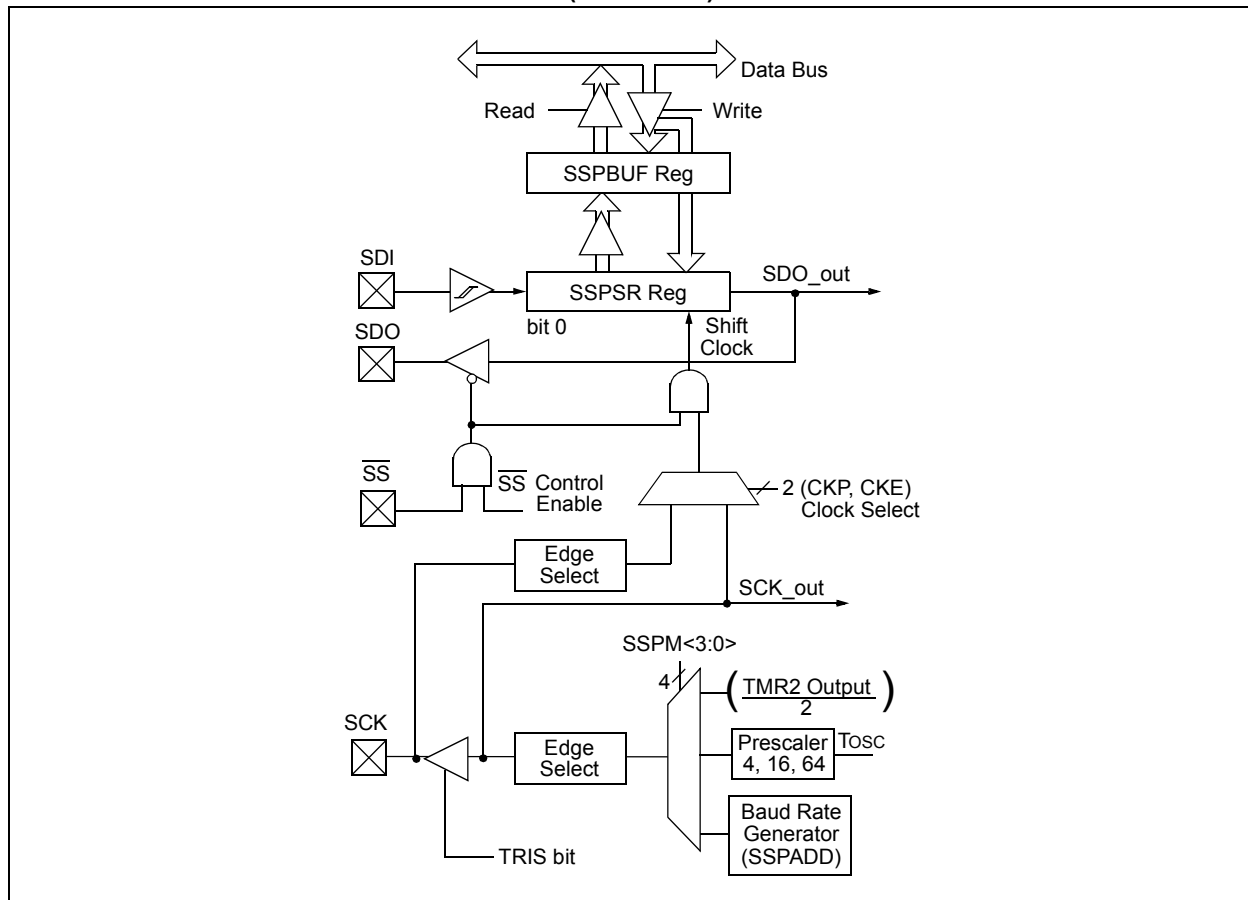 Data Bus
Read
Write
SSPBUF Reg
SDI
SDO_out
SSPSR Reg
bit 0
Shift
Clock
SDO
SS
SS Control
Enable
2 (CKP, CKE)
Clock Select
Edge
Select
SCK_out
SSPM<3:0>
4
(TMR2 Output)
2
SCK
Edge
Select
Prescaler
4, 16, 64
TOSC
Baud Rate
Generator
(SSPADD)
TRIS bit